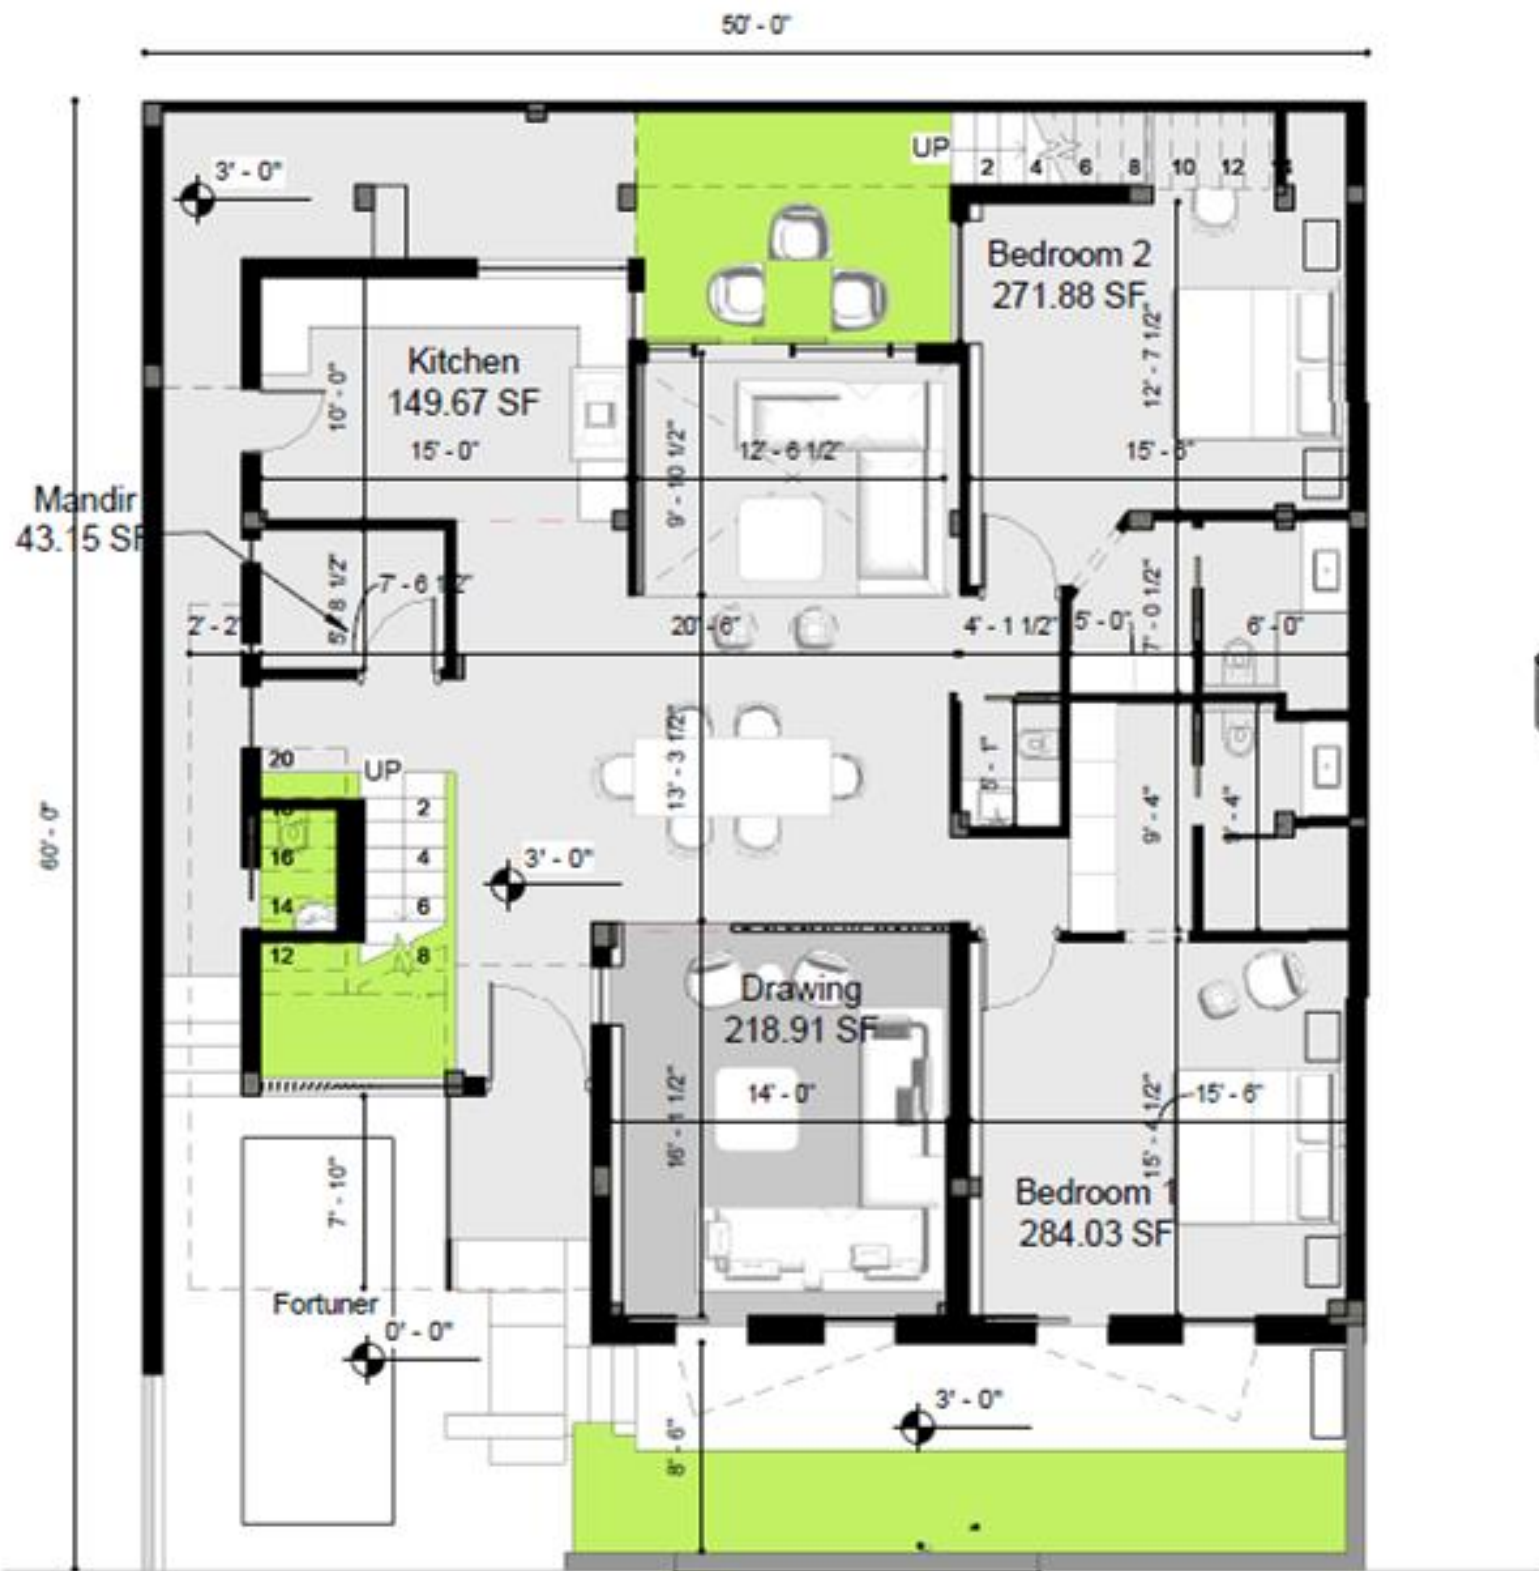 50' - 0"
UP
2 4 6 8 10 12
3' - 0"
Bedroom 2
271.88 SF
12' - 7 1/2"
Kitchen
149.67 SF
10' - 0"
15' - 0"
9' - 10 1/2"
12' - 6 1/2"
15' - 6"
Mandir
43.15 SF
5' - 8 1/2"
7' - 6 1/2"
2' - 2"
20' - 6"
4' - 1 1/2"
5' - 0"
7' - 0 1/2"
6' - 0"
13' - 3 1/2"
20
UP
18
2
16
4
14
6
12
8
60' - 0"
3' - 0"
9' - 4"
9' - 4"
Drawing
218.91 SF
14' - 0"
16' - 1 1/2"
15' - 4 1/2"
15' - 6"
7' - 10"
Bedroom 1
284.03 SF
Fortuner
0' - 0"
3' - 0"
8' - 6"